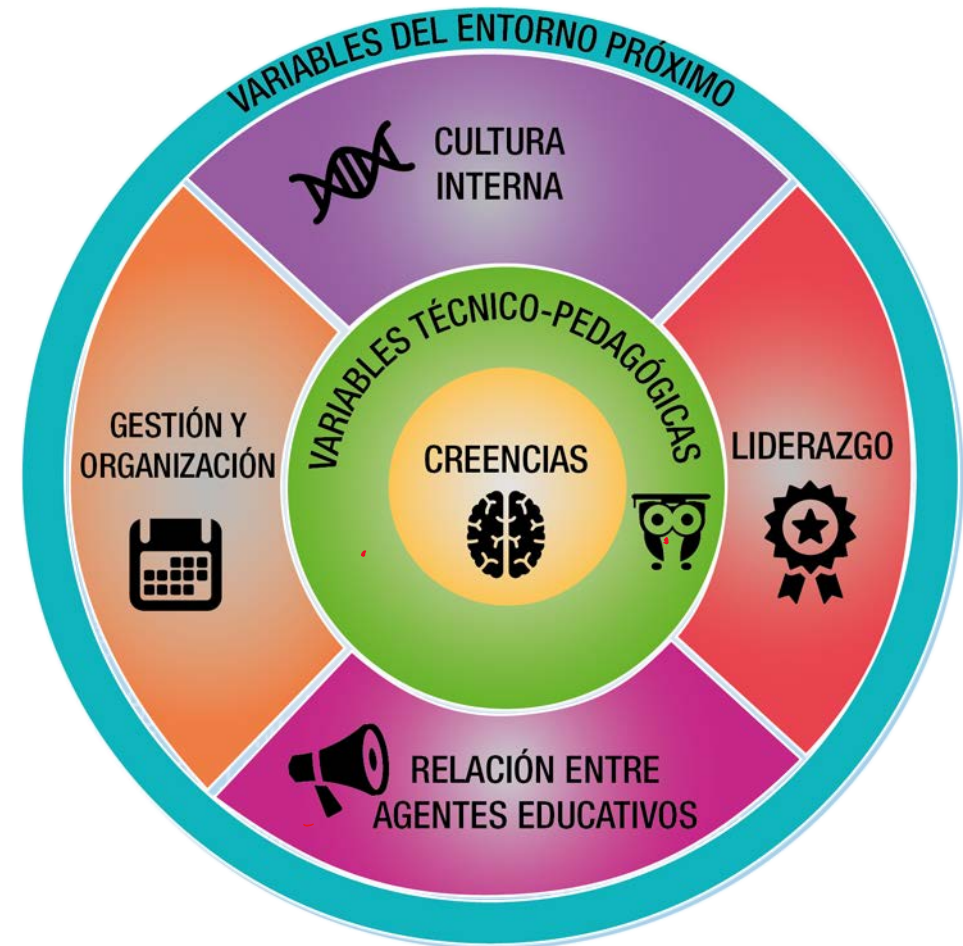 VARIABLES DEL ENTORNO PRÓXIMO
CULTURA
INTERNA
VARIABLES TÉCNICO-PEDAGÓGICAS
GESTIÓN Y
ORGANIZACIÓN
CREENCIAS
LIDERAZGO
RELACIÓN ENTRE
AGENTES EDUCATIVOS